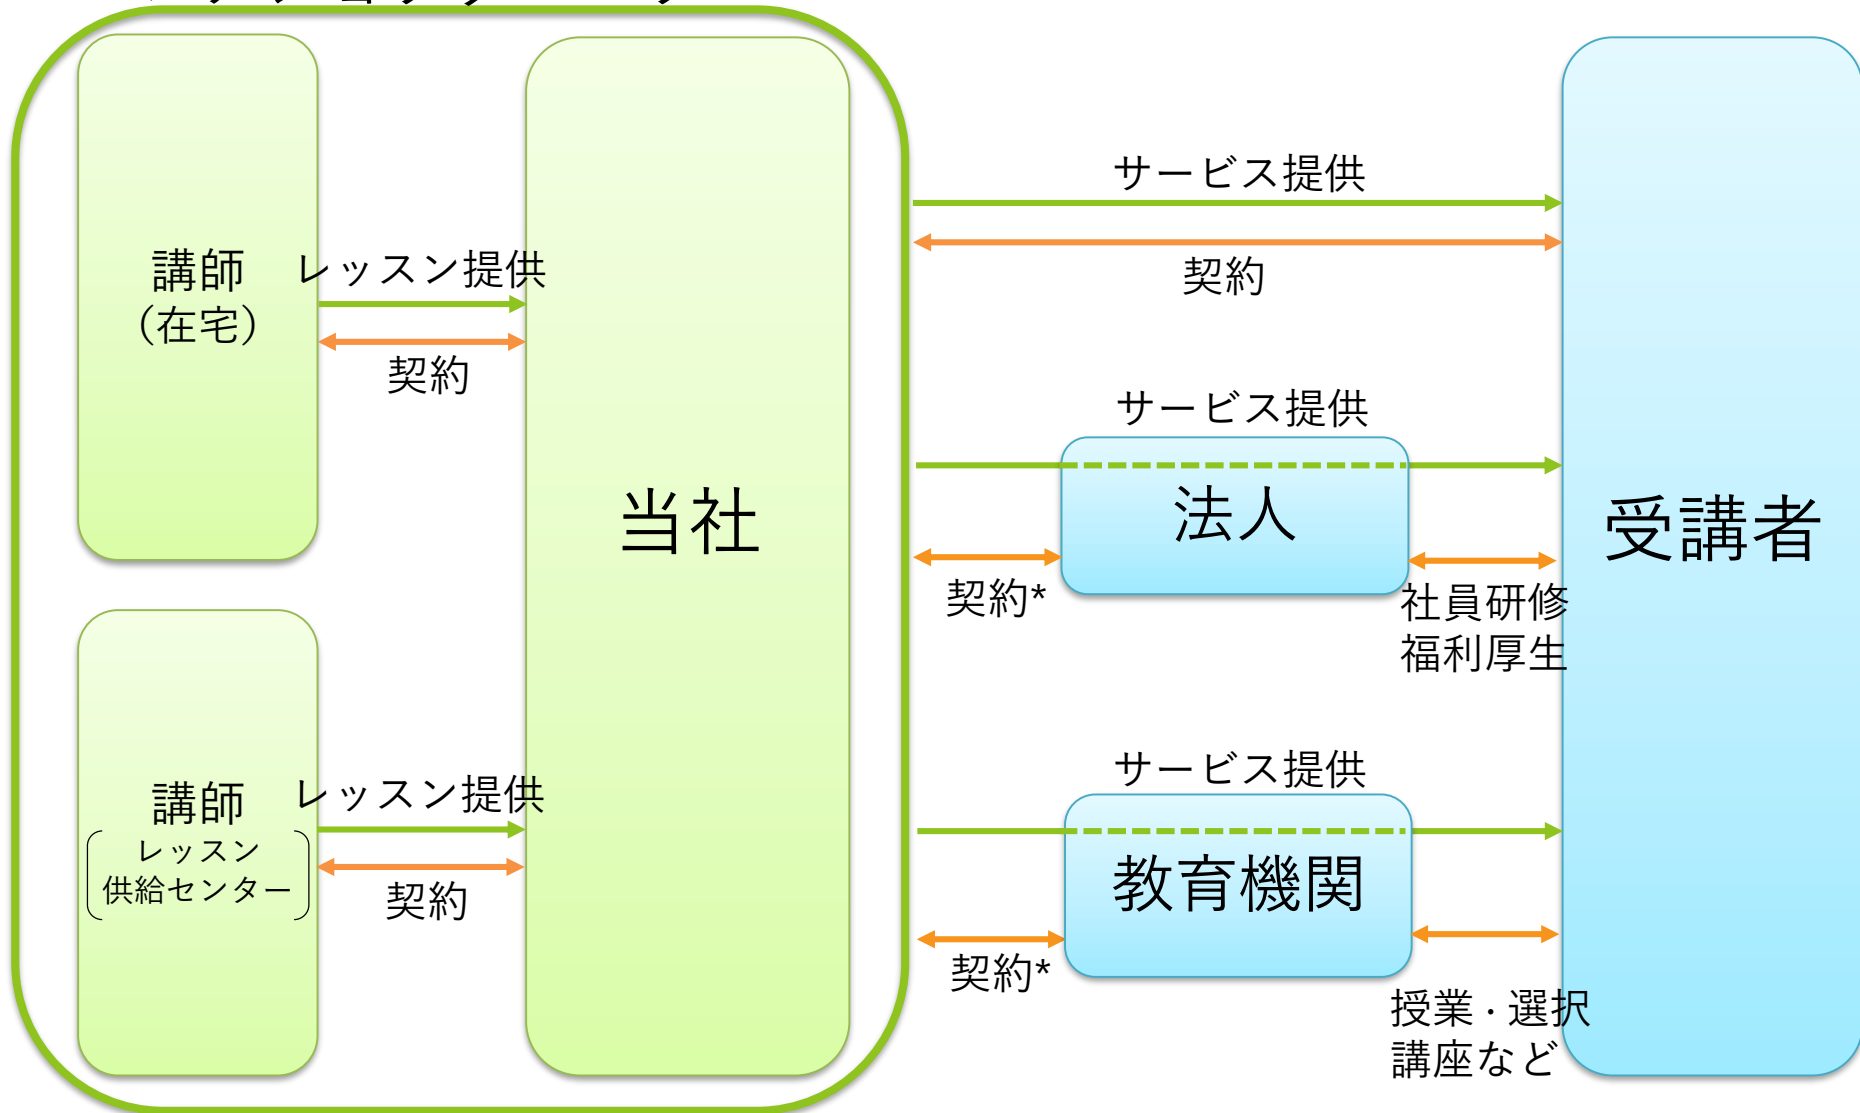 講師
（在宅）
レッスン提供
契約
講師
レッスン
供給センター
レッスン提供
契約
当社
サービス提供
契約
サービス提供
法人
契約*
社員研修
福利厚生
サービス提供
教育機関
契約*
授業・選択
講座など
受講者